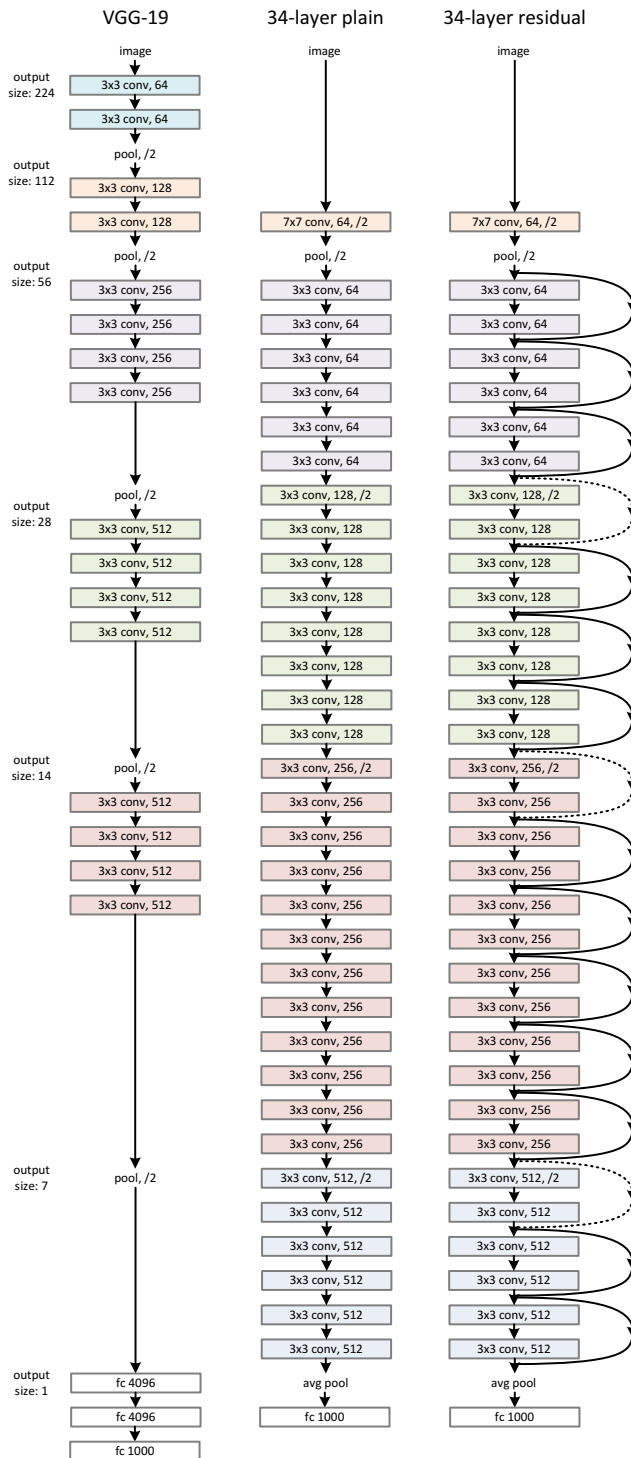 VGG-19
34-layer plain
34-layer residual
output
size: 224
output
size: 112
output
size: 56
output
size: 28
output
size: 14
output
size: 7
output
size: 1
image
3x3 conv, 64
3x3 conv, 64
pool, /2
3x3 conv, 128
3x3 conv, 128
pool, /2
3x3 conv, 256
3x3 conv, 256
3x3 conv, 256
3x3 conv, 256
pool, /2
3x3 conv, 512
3x3 conv, 512
3x3 conv, 512
3x3 conv, 512
pool, /2
3x3 conv, 512
3x3 conv, 512
3x3 conv, 512
3x3 conv, 512
pool, /2
fc 4096
fc 4096
fc 1000
image
7x7 conv, 64, /2
pool, /2
3x3 conv, 64
3x3 conv, 64
3x3 conv, 64
3x3 conv, 64
3x3 conv, 64
3x3 conv, 64
3x3 conv, 128, /2
3x3 conv, 128
3x3 conv, 128
3x3 conv, 128
3x3 conv, 128
3x3 conv, 128
3x3 conv, 128
3x3 conv, 128
3x3 conv, 256, /2
3x3 conv, 256
3x3 conv, 256
3x3 conv, 256
3x3 conv, 256
3x3 conv, 256
3x3 conv, 256
3x3 conv, 256
3x3 conv, 256
3x3 conv, 256
3x3 conv, 256
3x3 conv, 256
3x3 conv, 512, /2
3x3 conv, 512
3x3 conv, 512
3x3 conv, 512
3x3 conv, 512
3x3 conv, 512
avg pool
fc 1000
image
7x7 conv, 64, /2
pool, /2
3x3 conv, 64
3x3 conv, 64
3x3 conv, 64
3x3 conv, 64
3x3 conv, 64
3x3 conv, 64
3x3 conv, 128, /2
3x3 conv, 128
3x3 conv, 128
3x3 conv, 128
3x3 conv, 128
3x3 conv, 128
3x3 conv, 128
3x3 conv, 128
3x3 conv, 256, /2
3x3 conv, 256
3x3 conv, 256
3x3 conv, 256
3x3 conv, 256
3x3 conv, 256
3x3 conv, 256
3x3 conv, 256
3x3 conv, 256
3x3 conv, 256
3x3 conv, 256
3x3 conv, 256
3x3 conv, 512, /2
3x3 conv, 512
3x3 conv, 512
3x3 conv, 512
3x3 conv, 512
3x3 conv, 512
avg pool
fc 1000